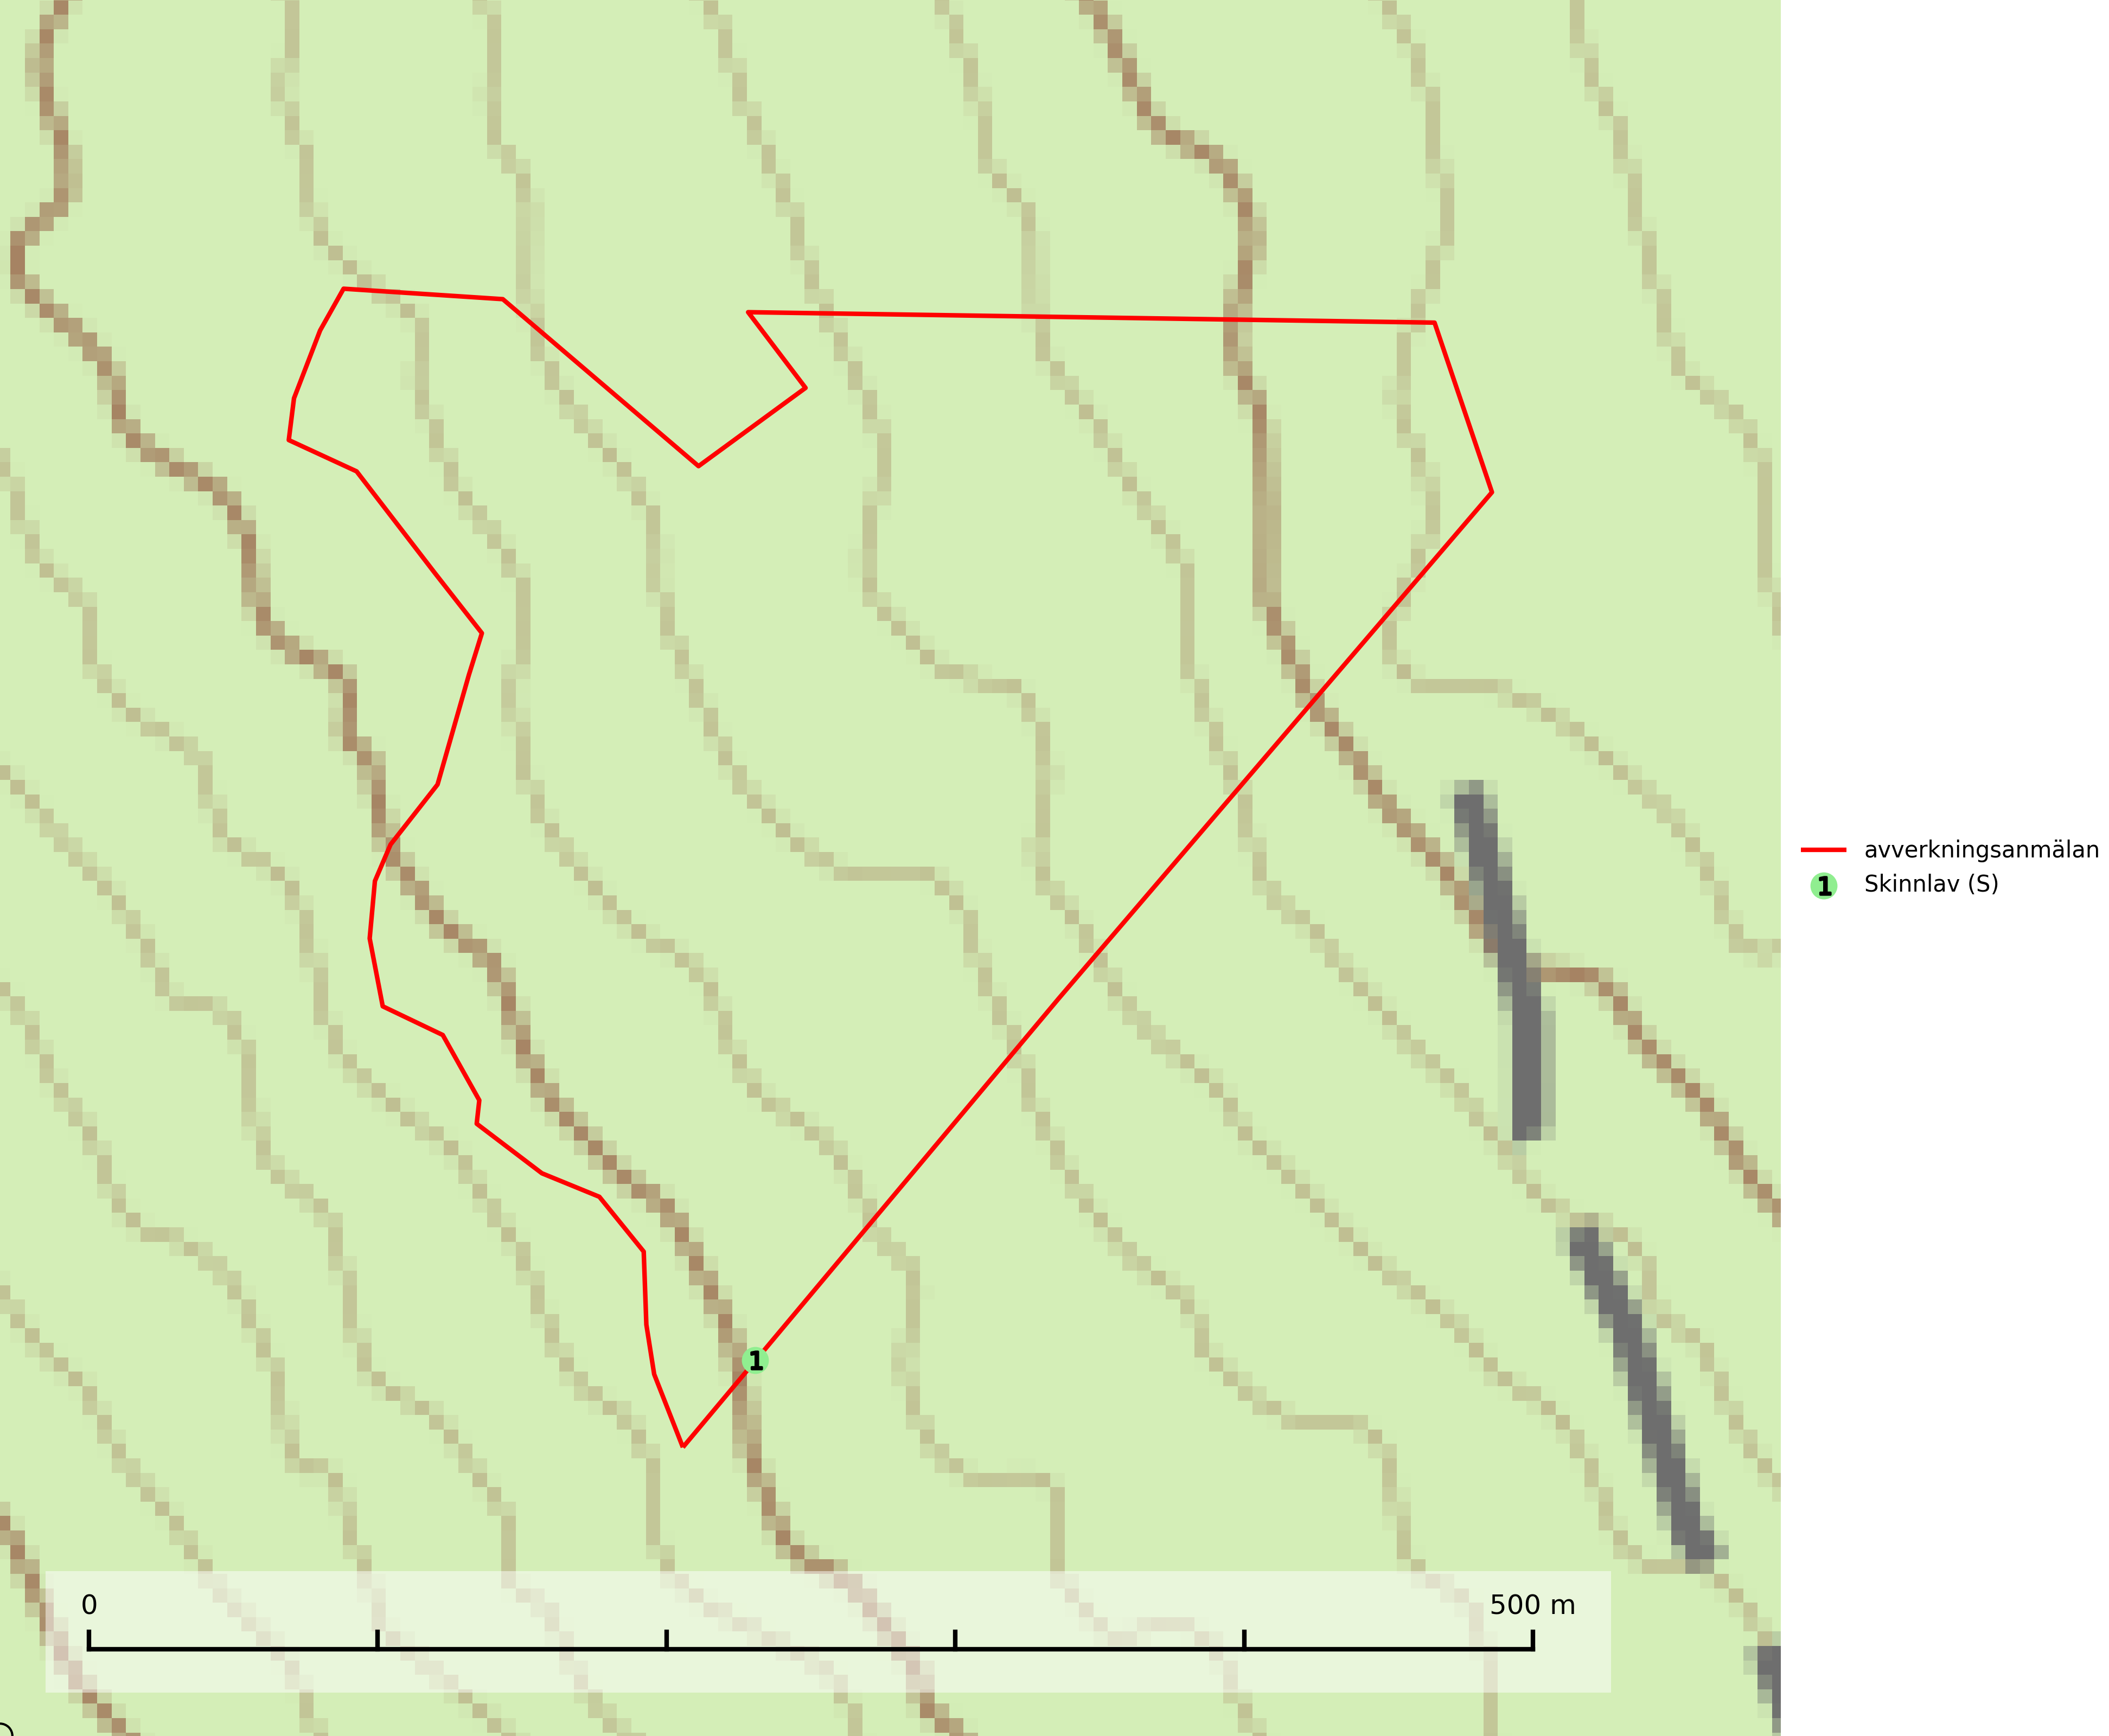 avverkningsanmälan
1 Skinnlav (S)
1
0 500 m